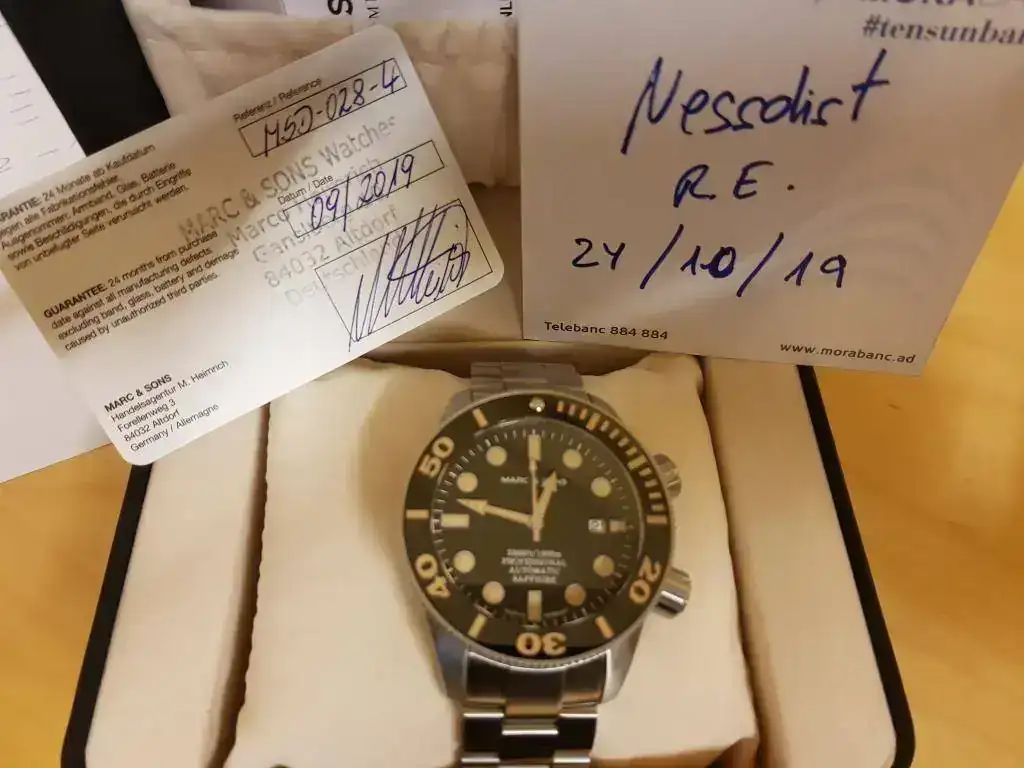 #tensunban
Nessdist
R.E.
24/10/19
Telebanc 884 884
www.morabanc.ad
Referenz / Reference
MSD-028-4
Datum / Date
09/2019
MARC & SONS Watches
84032 Altdorf
ARANTIE: 24 Monate ab Kaufdatum
gegen alle Fabrikationsfehler.
Ausgenommen: Armband, Glas, Batterie
sowie Beschädigungen, die durch Eingriffe
von unbefugter Seite verursacht werden.
GUARANTEE: 24 months from purchase
date against all manufacturing defects
excluding band, glass, battery and damage
caused by unauthorized third parties.
MARC & SONS
Handelsagentur M. Heimrich
Forellenweg 3
84032 Altdorf
Germany / Allemagne
50
40
30
20
MARC & SONS
PROFESSIONAL
AUTOMATIC
SAPPHIRE